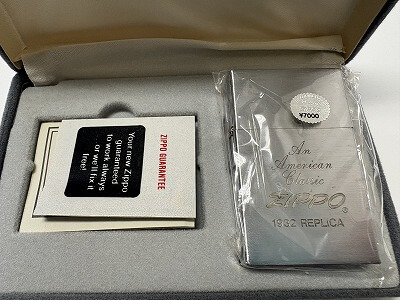 ZIPPO GUARANTEE
Your new Zippo
guaranteed
to work always
or we'll fix it
free!
¥7000
An
American
Classic
ZIPPO®
1932 REPLICA